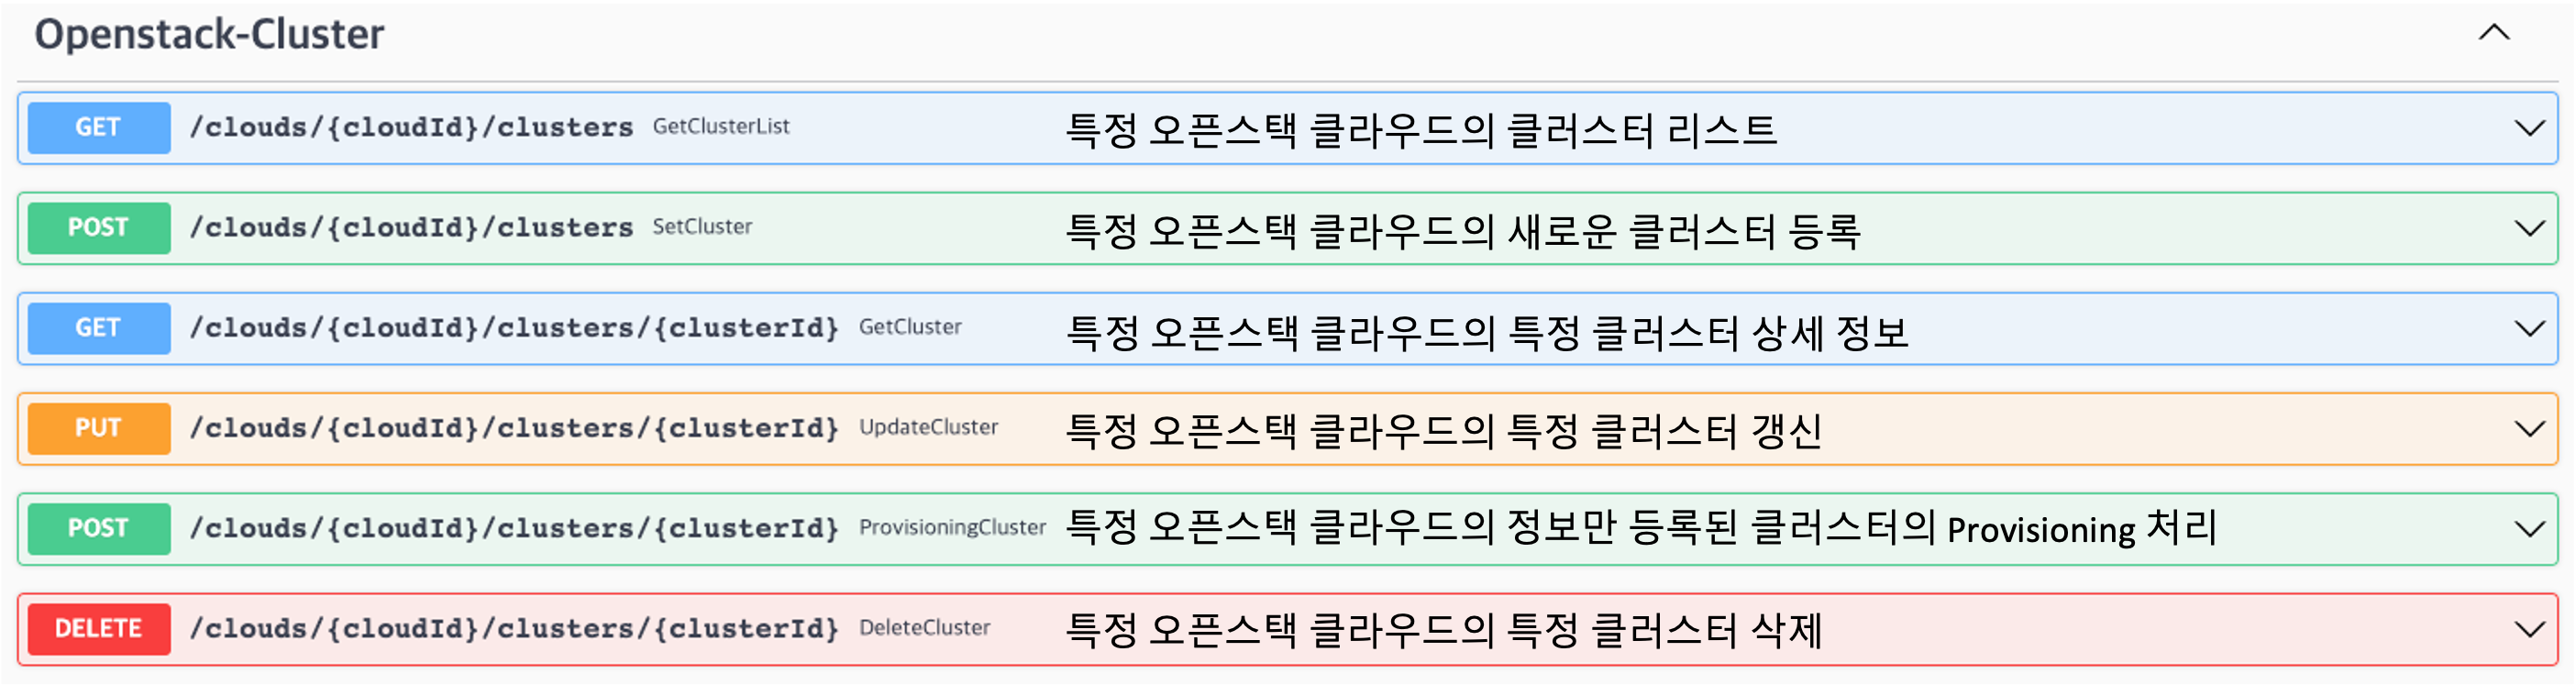 Openstack-Cluster
GET /clouds/{cloudId}/clusters GetClusterList 특정 오픈스택 클라우드의 클러스터 리스트
POST /clouds/{cloudId}/clusters SetCluster 특정 오픈스택 클라우드의 새로운 클러스터 등록
GET /clouds/{cloudId}/clusters/{clusterId} GetCluster 특정 오픈스택 클라우드의 특정 클러스터 상세 정보
PUT /clouds/{cloudId}/clusters/{clusterId} UpdateCluster 특정 오픈스택 클라우드의 특정 클러스터 갱신
POST /clouds/{cloudId}/clusters/{clusterId} ProvisioningCluster 특정 오픈스택 클라우드의 정보만 등록된 클러스터의 Provisioning 처리
DELETE /clouds/{cloudId}/clusters/{clusterId} DeleteCluster 특정 오픈스택 클라우드의 특정 클러스터 삭제